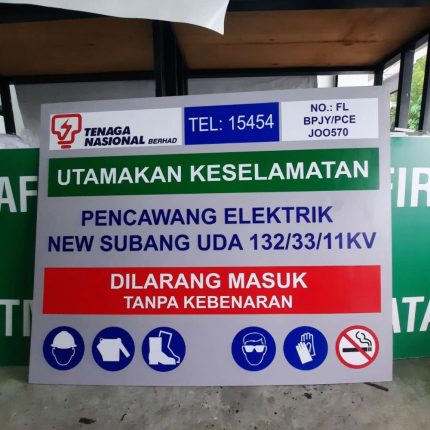 TENAGA
NASIONAL BERHAD
TEL: 15454
NO.: FL
BPJY/PCE
JOO570
UTAMAKAN KESELAMATAN
PENCAWANG ELEKTRIK
NEW SUBANG UDA 132/33/11KV
DILARANG MASUK
TANPA KEBENARAN